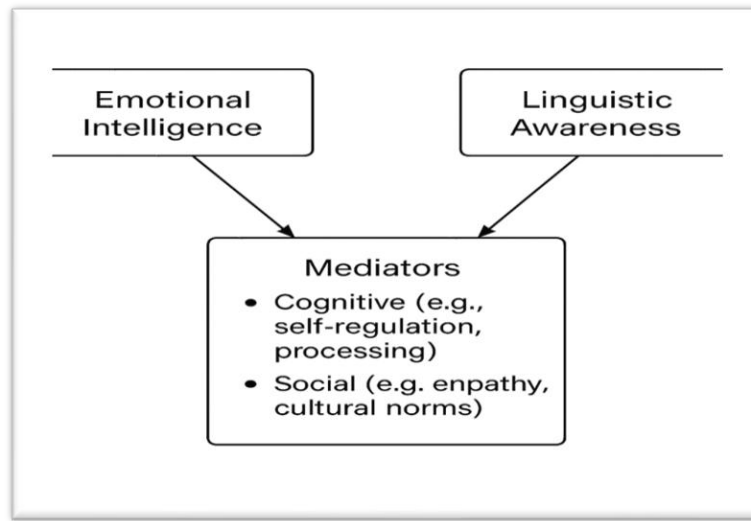 Emotional
Intelligence
Linguistic
Awareness
Mediators
• Cognitive (e.g.,
self-regulation,
processing)
• Social (e.g. enpathy,
cultural norms)